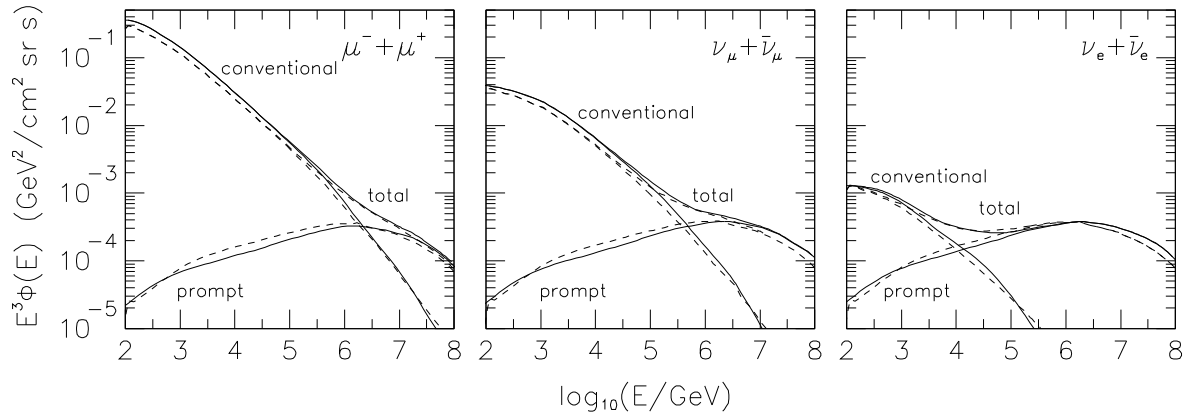 E³Φ(E) (GeV²/cm² sr s)
10⁻¹
10⁻²
10⁻³
10⁻⁴
10⁻⁵
μ⁻+μ⁺
conventional
total
prompt
2 3 4 5 6 7 8
ν_μ+ν̄_μ
conventional
total
prompt
2 3 4 5 6 7 8
ν_e+ν̄_e
conventional
total
prompt
2 3 4 5 6 7 8
log₁₀(E/GeV)